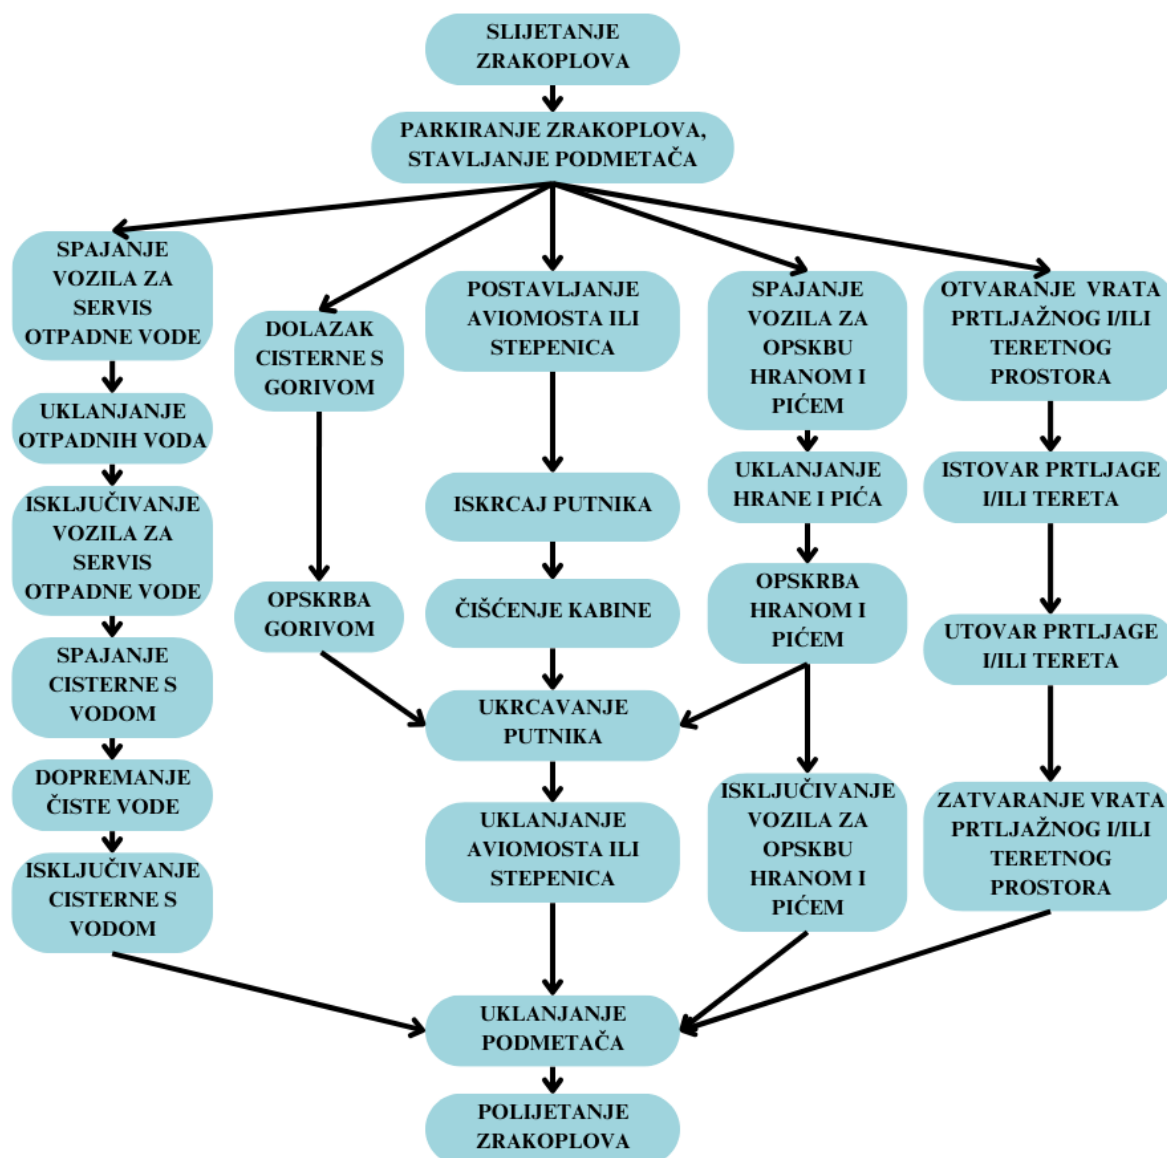 SLIJETANJE
ZRAKOPLOVA
PARKIRANJE ZRAKOPLOVA,
STAVLJANJE PODMETAČA
SPAJANJE
VOZILA ZA
SERVIS
OTPADNE VODE
UKLANJANJE
OTPADNIH VODA
ISKLJUČIVANJE
VOZILA ZA
SERVIS
OTPADNE VODE
SPAJANJE
CISTERNE S
VODOM
DOPREMANJE
ČISTE VODE
ISKLJUČIVANJE
CISTERNE S
VODOM
DOLAZAK
CISTERNE S
GORIVOM
OPSKRBA
GORIVOM
POSTAVLJANJE
AVIOMOSTA ILI
STEPENICA
ISKRCAJ PUTNIKA
ČIŠĆENJE KABINE
UKRCAVANJE
PUTNIKA
UKLANJANJE
AVIOMOSTA ILI
STEPENICA
SPAJANJE
VOZILA ZA
OPSKBU
HRANOM I
PIĆEM
UKLANJANJE
HRANE I PIĆA
OPSKRBA
HRANOM I
PIĆEM
ISKLJUČIVANJE
VOZILA ZA
OPSKBU
HRANOM I
PIĆEM
OTVARANJE VRATA
PRTLJAŽNOG I/ILI
TERETNOG
PROSTORA
ISTOVAR PRTLJAGE
I/ILI TERETA
UTOVAR PRTLJAGE
I/ILI TERETA
ZATVARANJE VRATA
PRTLJAŽNOG I/ILI
TERETNOG
PROSTORA
UKLANJANJE
PODMETAČA
POLIJETANJE
ZRAKOPLOVA